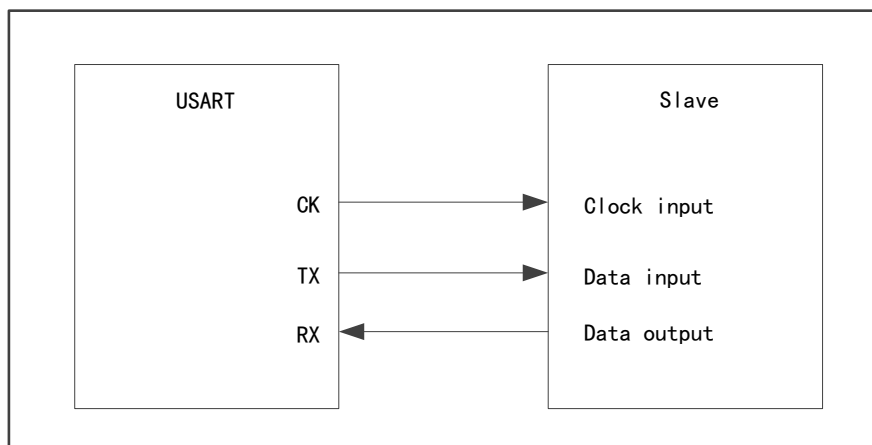 USART
Slave
CK
Clock input
TX
Data input
RX
Data output